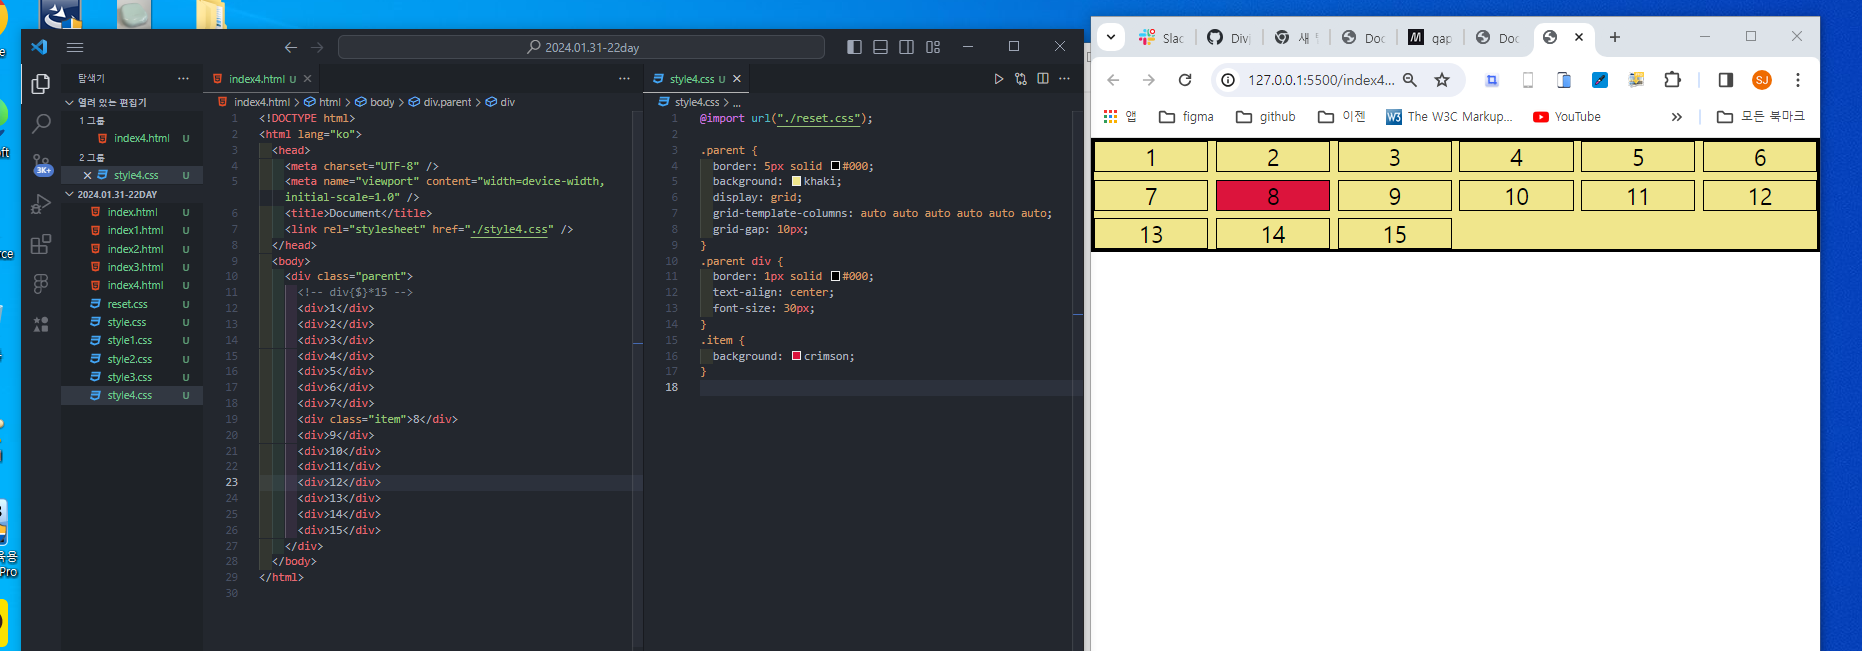 2024.01.31-22day
탐색기
열려 있는 편집기
1 그룹
index4.html U
2 그룹
style4.css U
2024.01.31-22DAY
index.html U
index1.html U
index2.html U
index3.html U
index4.html U
reset.css U
style.css U
style1.css U
style2.css U
style3.css U
style4.css U
3K+
index4.html U
index4.html > html > body > div.parent > div
1 <!DOCTYPE html>
2 <html lang="ko">
3 <head>
4 <meta charset="UTF-8" />
5 <meta name="viewport" content="width=device-width,
initial-scale=1.0" />
6 <title>Document</title>
7 <link rel="stylesheet" href="./style4.css" />
8 </head>
9 <body>
10 <div class="parent">
11 <!-- div{$}*15 -->
12 <div>1</div>
13 <div>2</div>
14 <div>3</div>
15 <div>4</div>
16 <div>5</div>
17 <div>6</div>
18 <div>7</div>
19 <div class="item">8</div>
20 <div>9</div>
21 <div>10</div>
22 <div>11</div>
23 <div>12</div>
24 <div>13</div>
25 <div>14</div>
26 <div>15</div>
27 </div>
28 </body>
29 </html>
30
style4.css U
style4.css > ...
1 @import url("./reset.css");
2
3 .parent {
4 border: 5px solid #000;
5 background: khaki;
6 display: grid;
7 grid-template-columns: auto auto auto auto auto auto;
8 grid-gap: 10px;
9 }
10 .parent div {
11 border: 1px solid #000;
12 text-align: center;
13 font-size: 30px;
14 }
15 .item {
16 background: crimson;
17 }
18
Slac Div 새 Doc qap Doc
127.0.0.1:5500/index4... SJ
앱 figma github 이젠 W3 The W3C Markup... YouTube » 모든 북마크
1 2 3 4 5 6
7 8 9 10 11 12
13 14 15
Pro